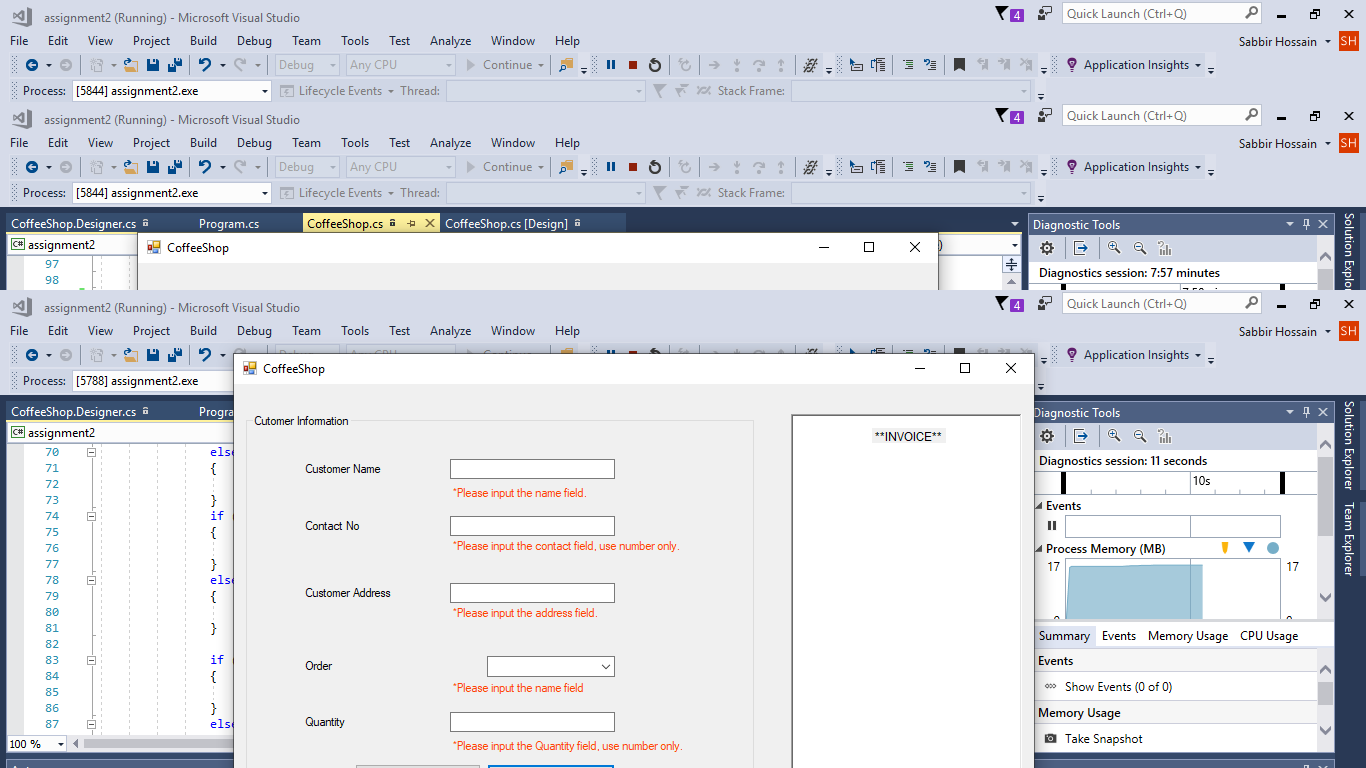 assignment2 (Running) - Microsoft Visual Studio
4
Quick Launch (Ctrl+Q)
File Edit View Project Build Debug Team Tools Test Analyze Window Help
Sabbir Hossain SH
Debug Any CPU Continue Application Insights
Process: [5844] assignment2.exe Lifecycle Events Thread: Stack Frame:
assignment2 (Running) - Microsoft Visual Studio
4
Quick Launch (Ctrl+Q)
File Edit View Project Build Debug Team Tools Test Analyze Window Help
Sabbir Hossain SH
Debug Any CPU Continue Application Insights
Process: [5844] assignment2.exe Lifecycle Events Thread: Stack Frame:
CoffeeShop.Designer.cs Program.cs CoffeeShop.cs CoffeeShop.cs [Design]
Diagnostic Tools
C# assignment2
CoffeeShop
97
98
Diagnostics session: 7:57 minutes
Solution Explor
assignment2 (Running) - Microsoft Visual Studio
4
Quick Launch (Ctrl+Q)
File Edit View Project Build Debug Team Tools Test Analyze Window Help
Sabbir Hossain SH
Application Insights
Process: [5788] assignment2.exe
CoffeeShop
CoffeeShop.Designer.cs Progra
C# assignment2
70 else
71 {
72
73 }
74 if (
75 {
76
77 }
78 else
79 {
80
81 }
82
83 if (
84 {
85
86 }
87 else
100 %
Cutomer Information
Customer Name
*Please input the name field.
Contact No
*Please input the contact field, use number only.
Customer Address
*Please input the address field.
Order
*Please input the name field
Quantity
*Please input the Quantity field, use number only.
**INVOICE**
Diagnostic Tools
Diagnostics session: 11 seconds
10s
Events
Process Memory (MB)
17 17
Summary Events Memory Usage CPU Usage
Events
Show Events (0 of 0)
Memory Usage
Take Snapshot
Solution Explorer
Team Explorer